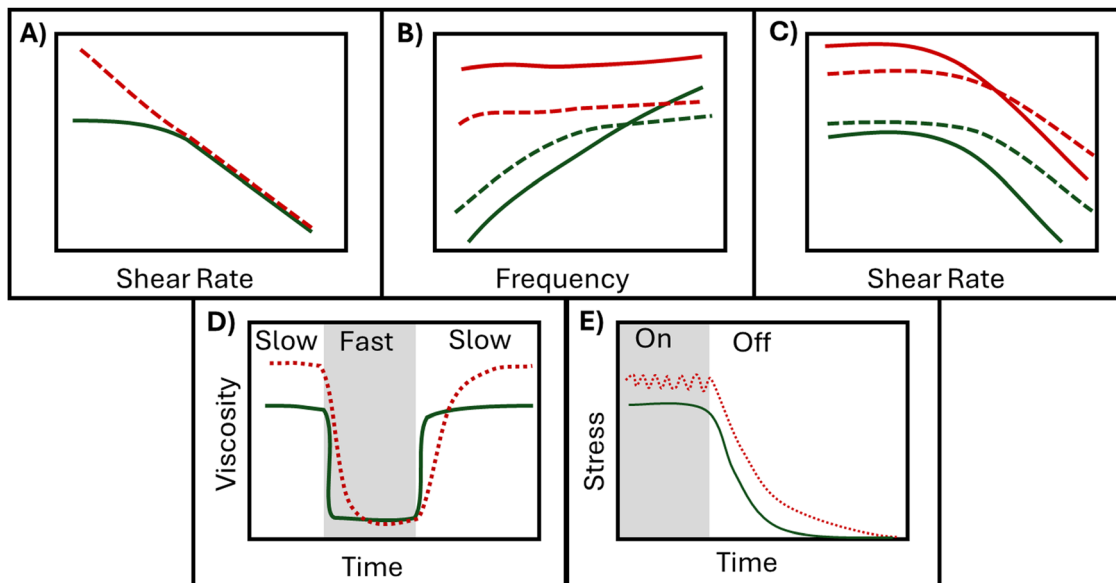 A)
Shear Rate
B)
Frequency
C)
Shear Rate
D)
Slow Fast Slow
Viscosity
Time
E)
On Off
Stress
Time